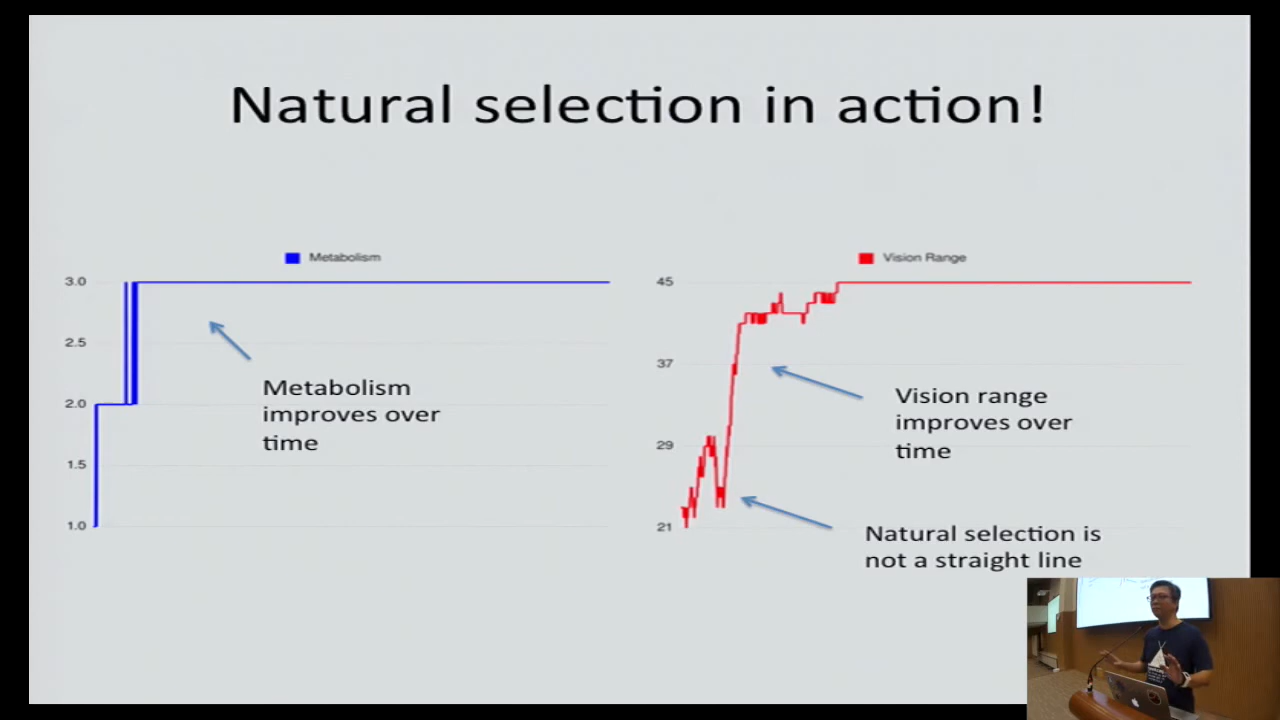 Natural selection in action!
Metabolism
3.0
2.5
2.0
1.5
1.0
Metabolism
improves over
time
Vision Range
45
37
29
21
Vision range
improves over
time
Natural selection is
not a straight line